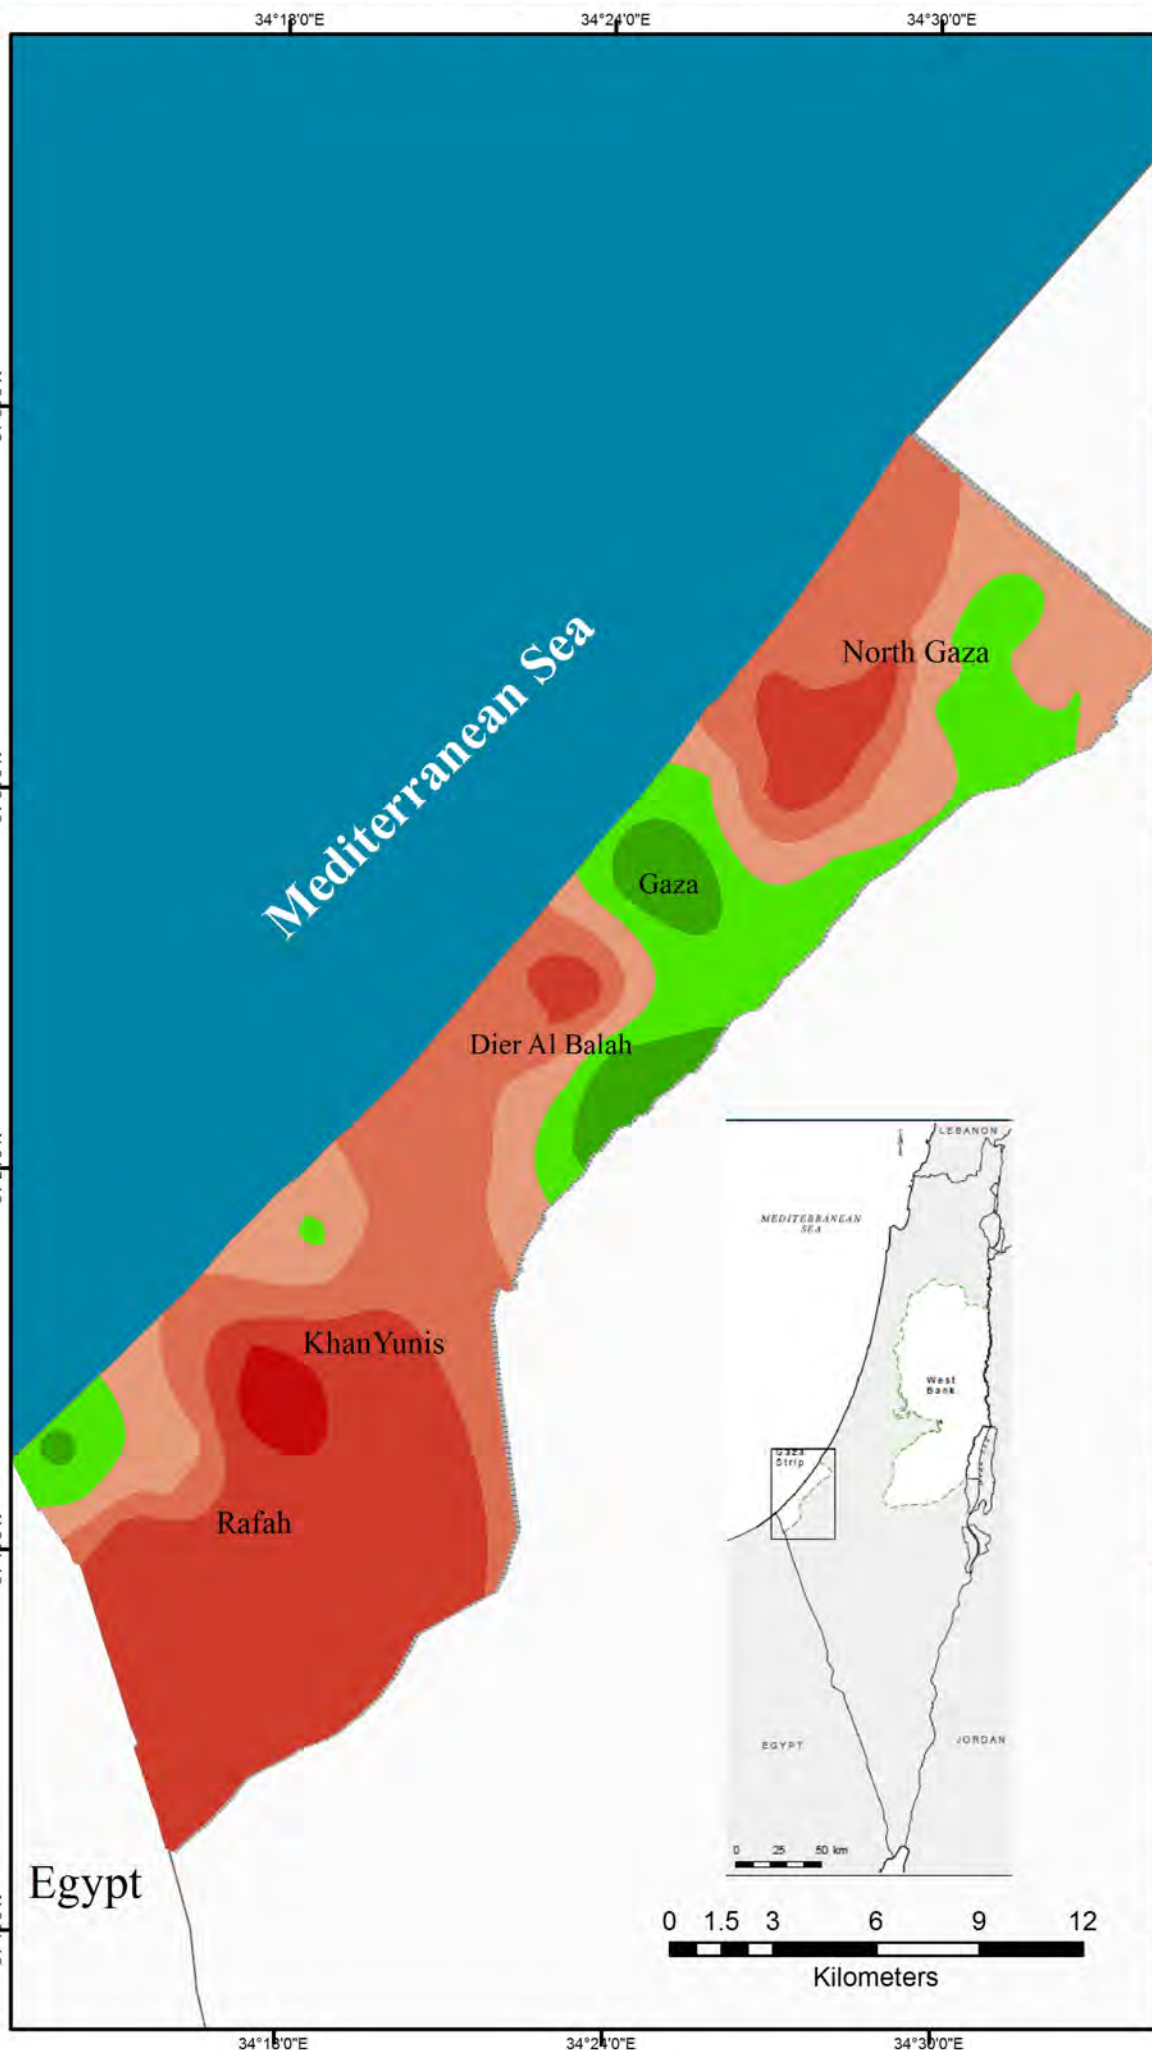 34°18'0"E
34°24'0"E
34°30'0"E
Mediterranean Sea
North Gaza
Gaza
Dier Al Balah
KhanYunis
Rafah
Egypt
LEBANON
MEDITERRANEAN
SEA
West
Bank
Gaza
Strip
EGYPT
JORDAN
0 25 50 km
0 1.5 3 6 9 12
Kilometers
34°18'0"E
34°24'0"E
34°30'0"E